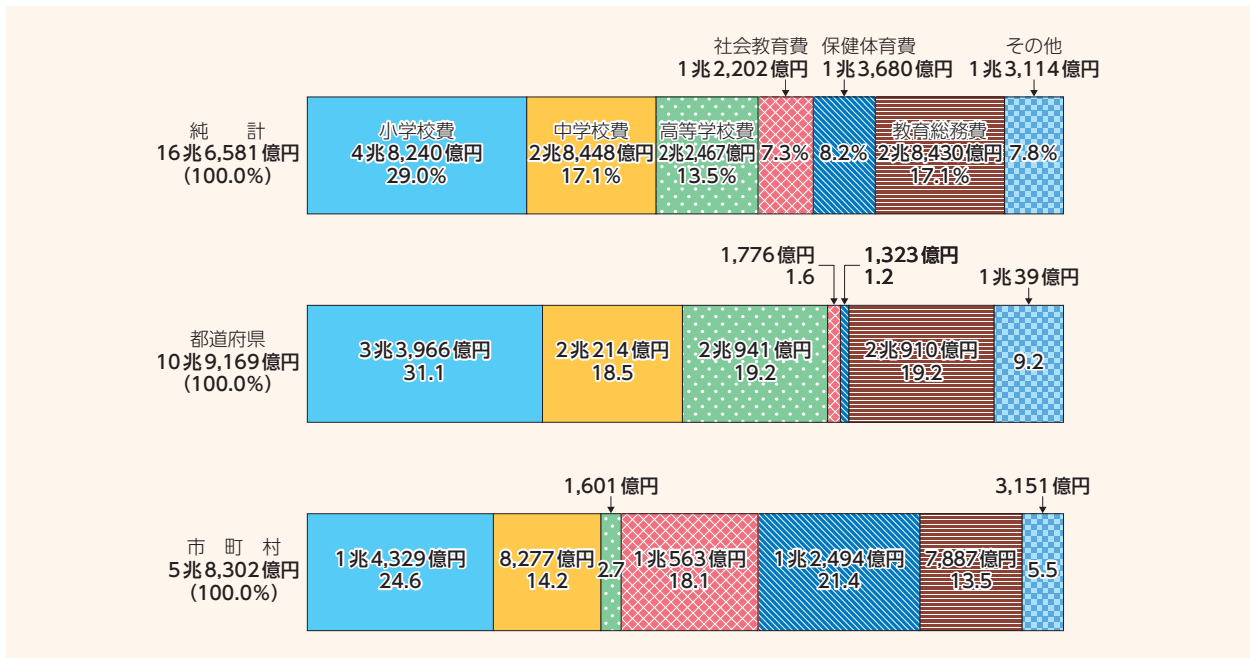 社会教育費 保健体育費 その他
1兆2,202億円 1兆3,680億円 1兆3,114億円
純 計
16兆6,581億円
(100.0%)
小学校費
4兆8,240億円
29.0%
中学校費
2兆8,448億円
17.1%
高等学校費
2兆2,467億円
13.5%
7.3%
8.2%
教育総務費
2兆8,430億円
17.1%
7.8%
1,776億円
1.6
1,323億円
1.2
1兆39億円
都道府県
10兆9,169億円
(100.0%)
3兆3,966億円
31.1
2兆214億円
18.5
2兆941億円
19.2
2兆910億円
19.2
9.2
1,601億円
3,151億円
市 町 村
5兆8,302億円
(100.0%)
1兆4,329億円
24.6
8,277億円
14.2
2.7
1兆563億円
18.1
1兆2,494億円
21.4
7,887億円
13.5
5.5